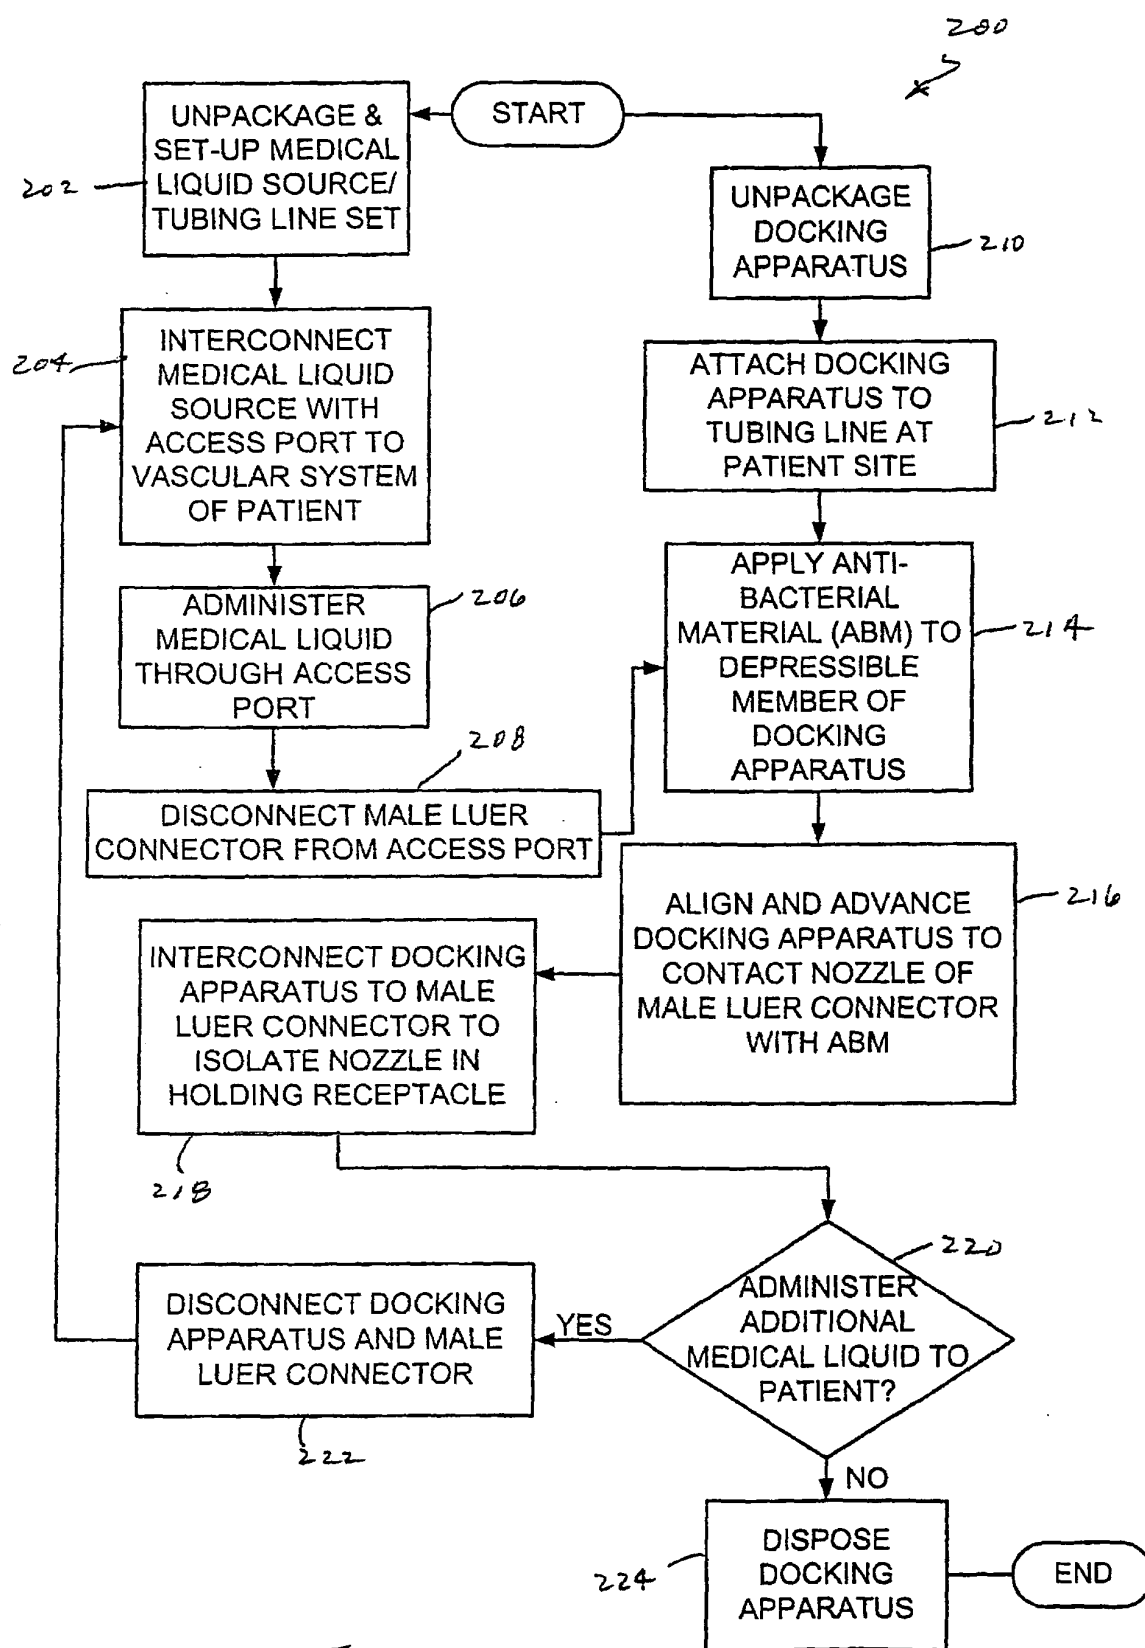 200
START
UNPACKAGE &
SET-UP MEDICAL
LIQUID SOURCE/
TUBING LINE SET
202
UNPACKAGE
DOCKING
APPARATUS
210
INTERCONNECT
MEDICAL LIQUID
SOURCE WITH
ACCESS PORT TO
VASCULAR SYSTEM
OF PATIENT
204
ATTACH DOCKING
APPARATUS TO
TUBING LINE AT
PATIENT SITE
212
ADMINISTER
MEDICAL LIQUID
THROUGH ACCESS
PORT
206
APPLY ANTI-
BACTERIAL
MATERIAL (ABM) TO
DEPRESSIBLE
MEMBER OF
DOCKING
APPARATUS
214
208
DISCONNECT MALE LUER
CONNECTOR FROM ACCESS PORT
ALIGN AND ADVANCE
DOCKING APPARATUS TO
CONTACT NOZZLE OF
MALE LUER CONNECTOR
WITH ABM
216
INTERCONNECT DOCKING
APPARATUS TO MALE
LUER CONNECTOR TO
ISOLATE NOZZLE IN
HOLDING RECEPTACLE
218
220
ADMINISTER
ADDITIONAL
MEDICAL LIQUID TO
PATIENT?
YES
DISCONNECT DOCKING
APPARATUS AND MALE
LUER CONNECTOR
222
NO
DISPOSE
DOCKING
APPARATUS
224
END